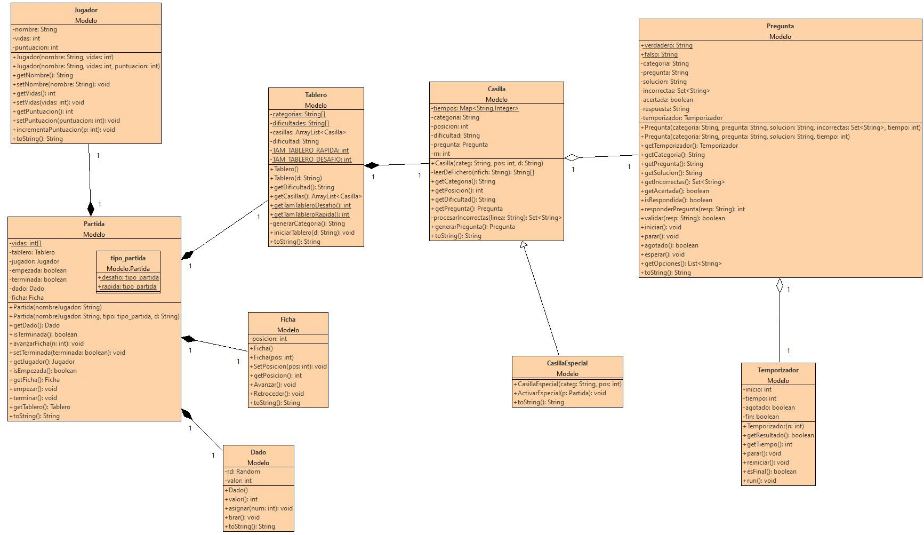 Jugador
Modelo
-nombre: String
-vidas: int
-puntuacion: int
+Jugador(nombre: String, vidas: int)
+Jugador(nombre: String, vidas: int, puntuacion: int)
+getNombre(): String
+setNombre(nombre: String): void
+getVidas(): int
+setVidas(vidas: int): void
+getPuntuacion(): int
+setPuntuacion(puntuacion: int): void
+incrementaPuntuacion(p: int): void
+toString(): String
1
1
Partida
Modelo
-vidas: int[]
-tablero: Tablero
-jugador: Jugador
-empezada: boolean
-terminada: boolean
-dado: Dado
-ficha: Ficha
tipo_partida
Modelo.Partida
+desafio: tipo_partida
+rapida: tipo_partida
+Partida(nombreJugador: String)
+Partida(nombreJugador: String, tipo: tipo_partida, d: String)
+getDado(): Dado
+isTerminada(): boolean
+avanzarFicha(n: int): void
+setTerminada(terminada: boolean): void
-getJugador(): Jugador
+isEmpezada(): boolean
+getFicha(): Ficha
+empezar(): void
+terminar(): void
+getTablero(): Tablero
+toString(): String
1
1
1
1
1
1
Tablero
Modelo
-categorias: String[]
-dificultades: String[]
-casillas: ArrayList<Casilla>
-dificultad: String
-TAM_TABLERO_RAPIDA: int
-TAM_TABLERO_DESAFIO: int
+Tablero()
+Tablero(d: String)
+getDificultad(): String
+getCasillas(): ArrayList<Casilla>
+getTamTableroDesafio(): int
+getTamTableroRapida(): int
-generarCategoria(): String
+iniciarTablero(d: String): void
+toString(): String
1
1
Casilla
Modelo
-tiempos: Map<String,Integer>
-categoria: String
-posicion: int
-dificultad: String
-pregunta: Pregunta
+Casilla(categ: String, pos: int, d: String)
-leerDeFichero(nfich: String): String[]
+getCategoria(): String
+getPosicion(): int
+getDificultad(): String
+getPregunta(): Pregunta
-procesarIncorrectas(linea: String): Set<String>
-generarPregunta(): Pregunta
+toString(): String
1
1
Pregunta
Modelo
+verdadero: String
+falso: String
-categoria: String
-pregunta: String
-solucion: String
-incorrectas: Set<String>
-acertada: boolean
-respuesta: String
-temporizador: Temporizador
+Pregunta(categoria: String, pregunta: String, solucion: String, incorrectas: Set<String>, tiempo: int)
+Pregunta(categoria: String, pregunta: String, solucion: String, tiempo: int)
+getTemporizador(): Temporizador
+getCategoria(): String
+getPregunta(): String
+getSolucion(): String
+getIncorrectas(): Set<String>
+getAcertada(): boolean
+isRespondida(): boolean
+responderPregunta(resp: String): int
+validar(resp: String): boolean
+iniciar(): void
+parar(): void
+agotado(): boolean
+esperar(): void
+getOpciones(): List<String>
+toString(): String
1
1
Ficha
Modelo
-posicion: int
+Ficha()
+Ficha(pos: int)
+SetPosicion(pos: int): void
+getPosicion(): int
+Avanzar(): void
+Retroceder(): void
+toString(): String
CasillaEspecial
Modelo
+CasillaEspecial(categ: String, pos: int)
+ActivarEspecial(p: Partida): void
+toString(): String
Temporizador
Modelo
-inicio: int
-tiempo: int
-agotado: boolean
-fin: boolean
+Temporizador(n: int)
+getResultado(): boolean
+getTiempo(): int
+parar(): void
+reiniciar(): void
+esFinal(): boolean
+run(): void
Dado
Modelo
-rd: Random
-valor: int
+Dado()
+valor(): int
+asignar(num: int): void
+tirar(): void
+toString(): String